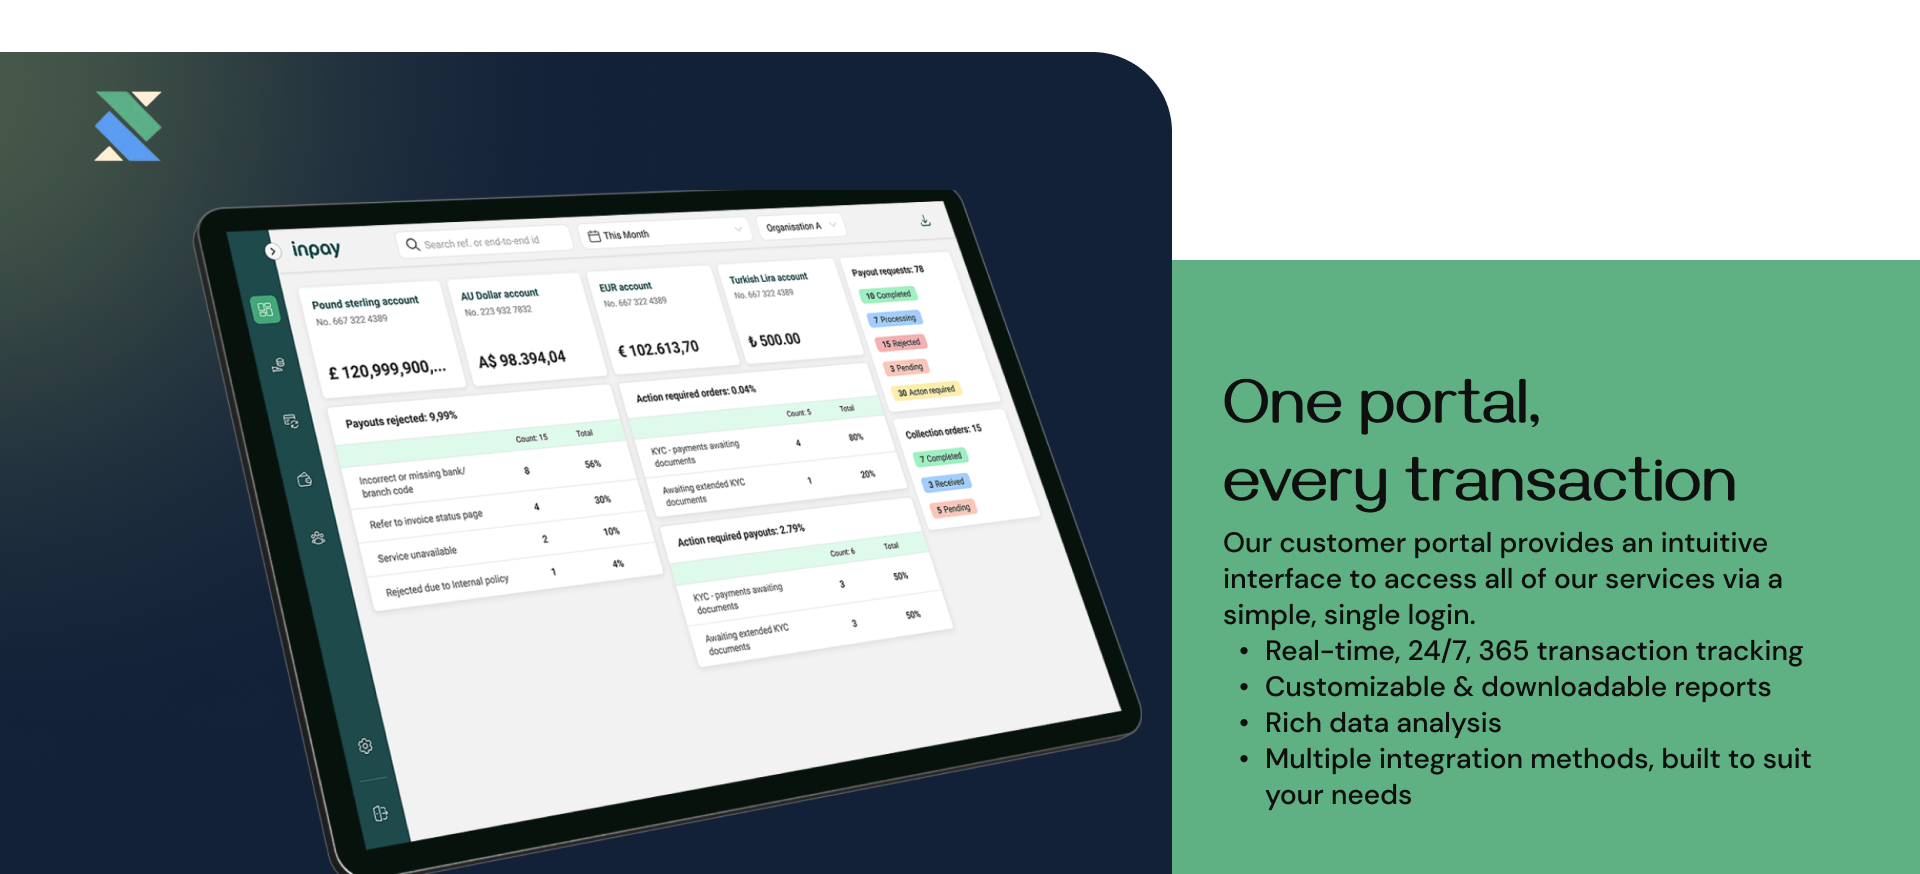 inpay
Search ref. or end-to-end id
This Month
Organisation A
Pound sterling account
No. 667 322 4389
£ 120,999,900,...
AU Dollar account
No. 223 932 7832
A$ 98.394,04
EUR account
No. 667 322 4389
€ 102.613,70
Turkish Lira account
No. 667 322 4389
₺ 500.00
Payout requests: 78
10 Completed
7 Processing
15 Rejected
3 Pending
30 Acton required
Payouts rejected: 9,99%
Count: 15 Total
Incorrect or missing bank/
branch code 8 56%
Refer to invoice status page 4 30%
Service unavailable 2 10%
Rejected due to Internal policy 1 4%
Action required orders: 0.04%
Count: 5 Total
KYC - payments awaiting
documents 4 80%
Awaiting extended KYC
documents 1 20%
Action required payouts: 2.79%
Count: 6 Total
KYC - payments awaiting
documents 3 50%
Awaiting extended KYC
documents 3 50%
Collection orders: 15
7 Completed
3 Received
5 Pending
One portal,
every transaction
Our customer portal provides an intuitive
interface to access all of our services via a
simple, single login.
• Real-time, 24/7, 365 transaction tracking
• Customizable & downloadable reports
• Rich data analysis
• Multiple integration methods, built to suit
your needs